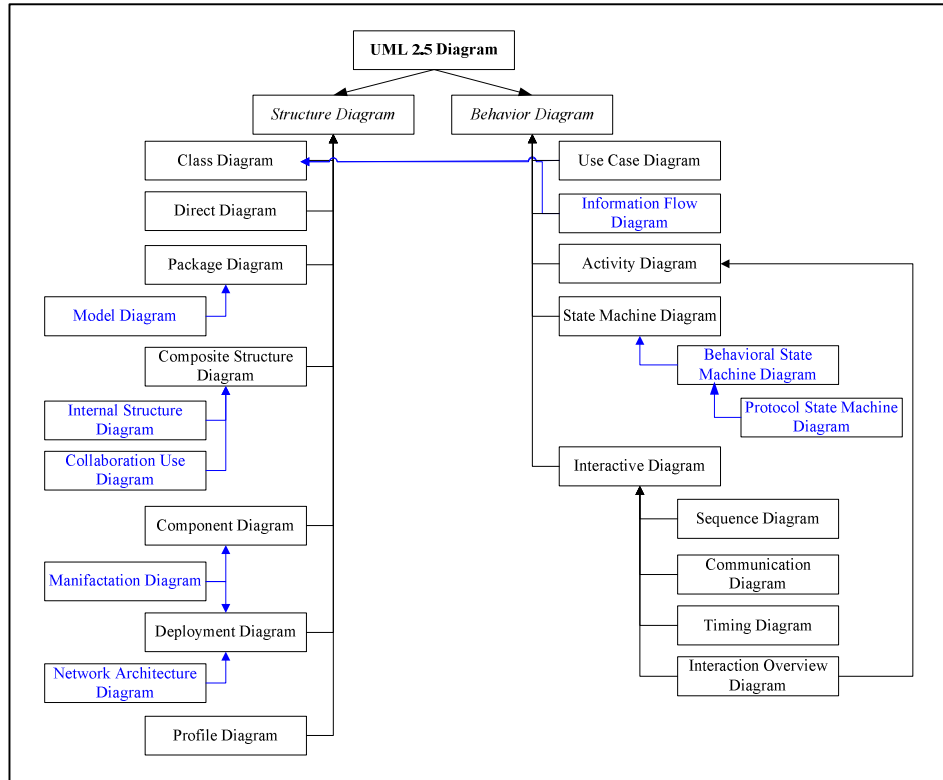 UML 2.5 Diagram
Structure Diagram
Behavior Diagram
Class Diagram
Direct Diagram
Package Diagram
Model Diagram
Composite Structure
Diagram
Internal Structure
Diagram
Collaboration Use
Diagram
Component Diagram
Manifactation Diagram
Deployment Diagram
Network Architecture
Diagram
Profile Diagram
Use Case Diagram
Information Flow
Diagram
Activity Diagram
State Machine Diagram
Behavioral State
Machine Diagram
Protocol State Machine
Diagram
Interactive Diagram
Sequence Diagram
Communication
Diagram
Timing Diagram
Interaction Overview
Diagram